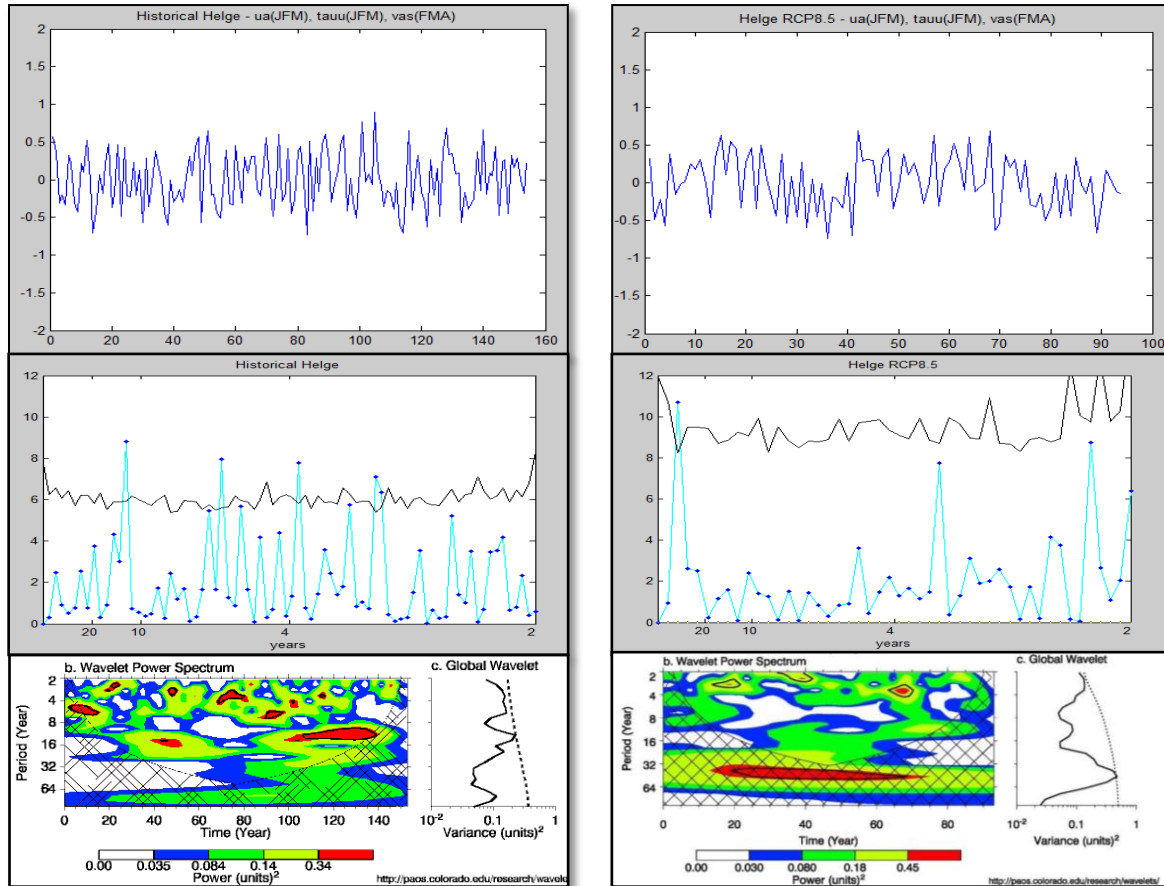 Historical Helge - ua(JFM), tauu(JFM), vas(FMA)
2
1.5
1
0.5
0
-0.5
-1
-1.5
-2
0 20 40 60 80 100 120 140 160
Historical Helge
12
10
8
6
4
2
0
20 10 4 2
years
b. Wavelet Power Spectrum
c. Global Wavelet
Period (Year)
2
4
8
16
32
64
0 20 40 60 80 100 120 140
Time (Year)
10-2 0.1 1
Variance (units)2
0.00 0.035 0.084 0.14 0.34
Power (units)2
http://paos.colorado.edu/research/wavele
Helge RCP8.5 - ua(JFM), tauu(JFM), vas(FMA)
2
1.5
1
0.5
0
-0.5
-1
-1.5
-2
0 10 20 30 40 50 60 70 80 90 100
Helge RCP8.5
12
10
8
6
4
2
0
20 10 4 2
years
b. Wavelet Power Spectrum
c. Global Wavelet
Period (Year)
2
4
8
16
32
64
0 20 40 60 80
Time (Year)
10-2 0.1 1
Variance (units)2
0.00 0.030 0.080 0.18 0.45
Power (units)2
http://paos.colorado.edu/research/wavelets/